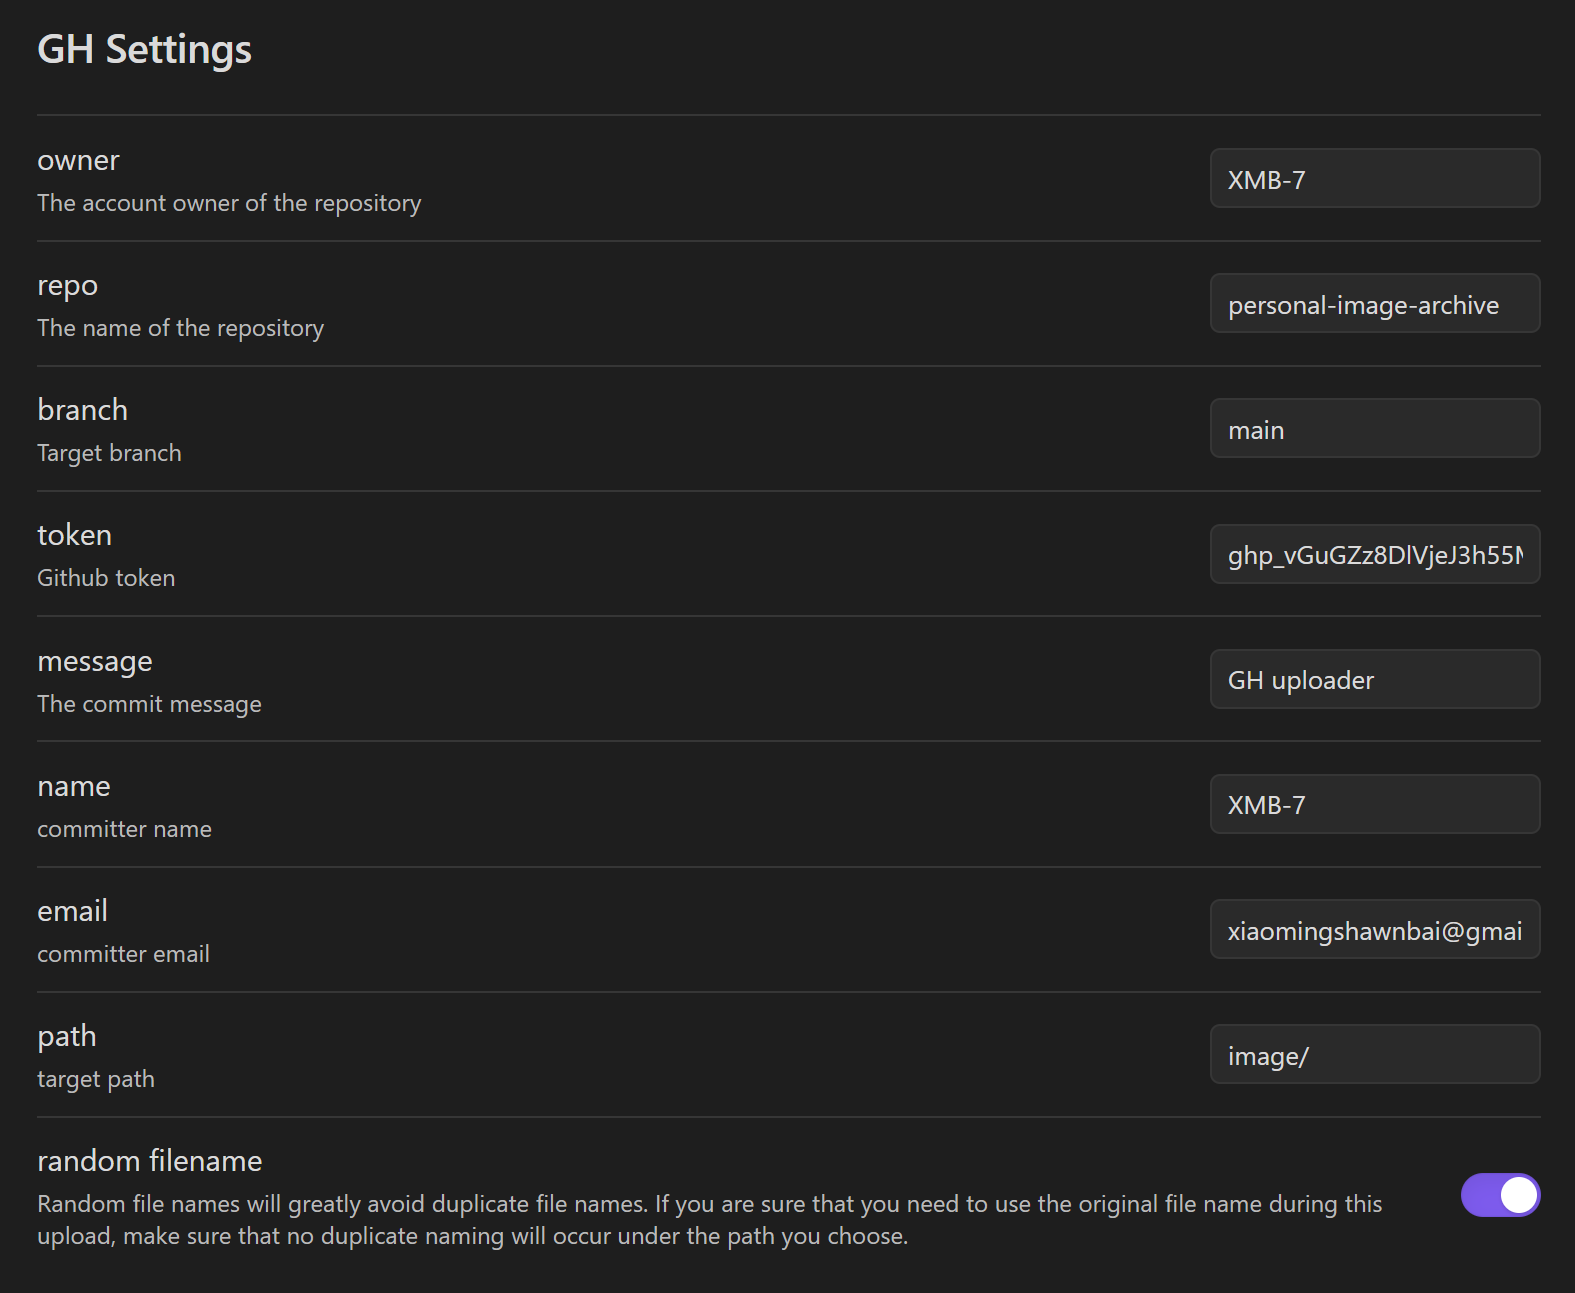 GH Settings
owner
The account owner of the repository
XMB-7
repo
The name of the repository
personal-image-archive
branch
Target branch
main
token
Github token
ghp_vGuGZz8DlVjeJ3h55M
message
The commit message
GH uploader
name
committer name
XMB-7
email
committer email
xiaomingshawnbai@gmai
path
target path
image/
random filename
Random file names will greatly avoid duplicate file names. If you are sure that you need to use the original file name during this
upload, make sure that no duplicate naming will occur under the path you choose.